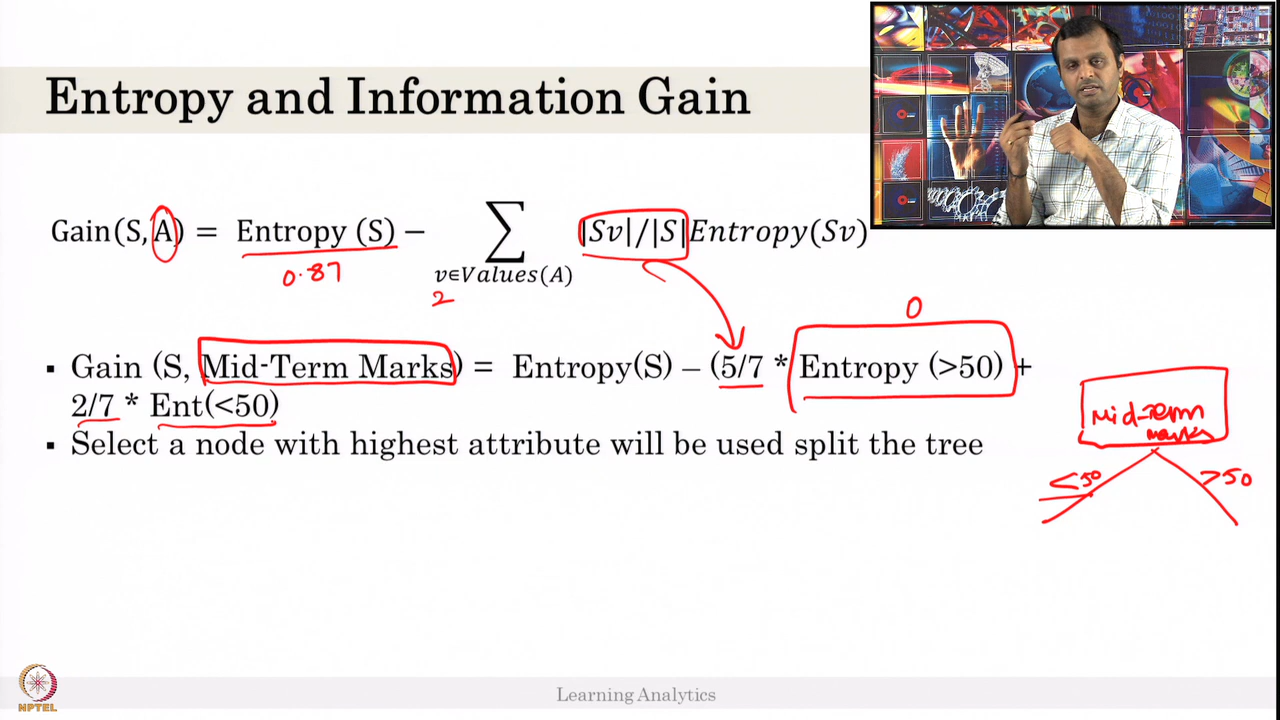 Entropy and Information Gain
Gain(S, A) = Entropy (S) − ∑ |Sv|/|S|Entropy(Sv)
0.87
v∈Values(A)
2
0
▪ Gain (S, Mid-Term Marks) = Entropy(S) – (5/7 * Entropy (>50) +
2/7 * Ent(<50)
▪ Select a node with highest attribute will be used split the tree
Mid-Term
marks
<50
>50
NPTEL
Learning Analytics